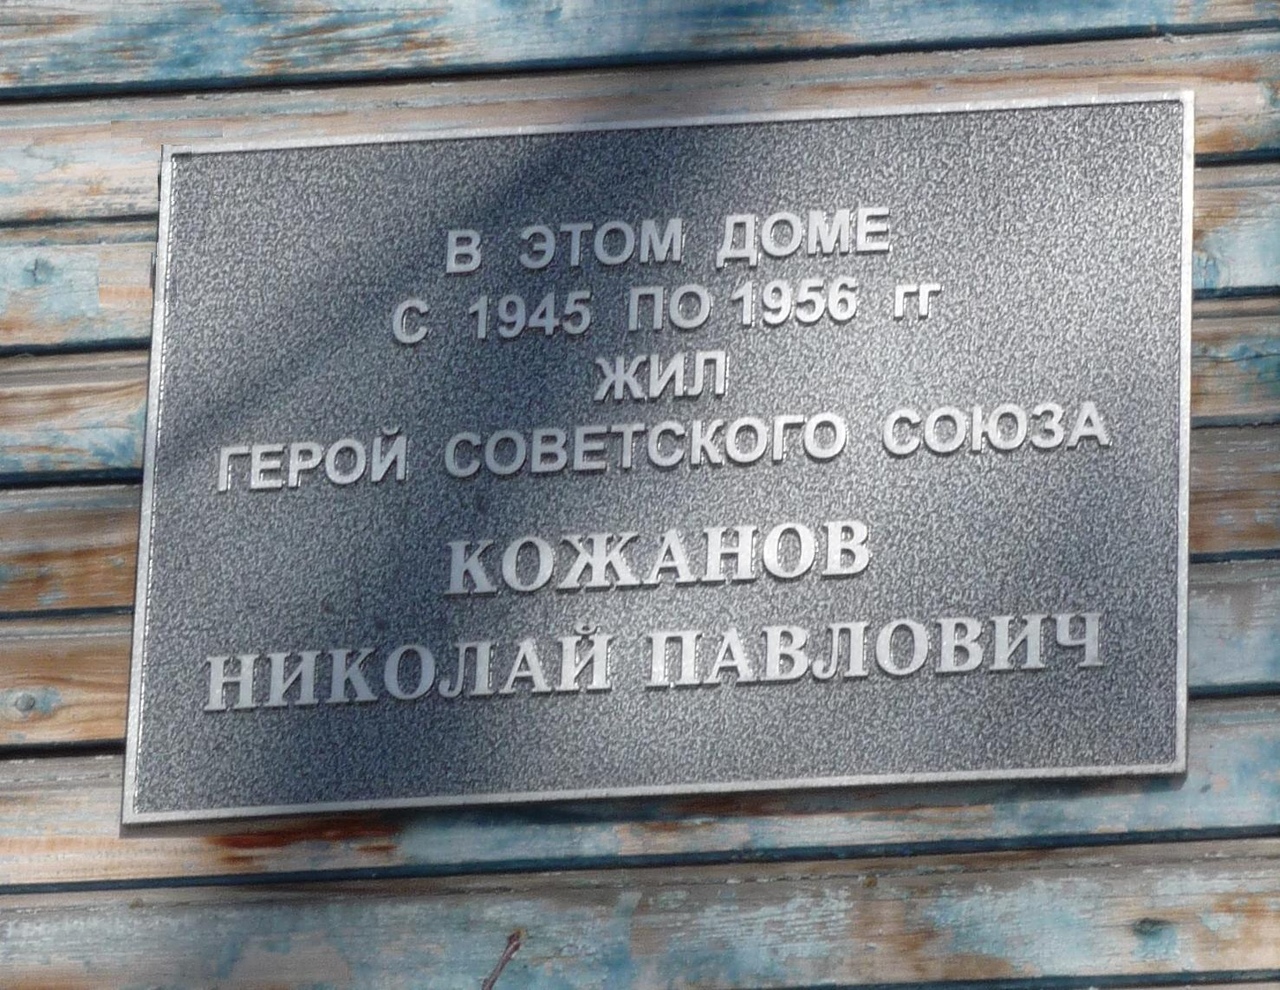 В ЭТОМ ДОМЕ
С 1945 ПО 1956 гг
ЖИЛ
ГЕРОЙ СОВЕТСКОГО СОЮЗА
КОЖАНОВ
НИКОЛАЙ ПАВЛОВИЧ